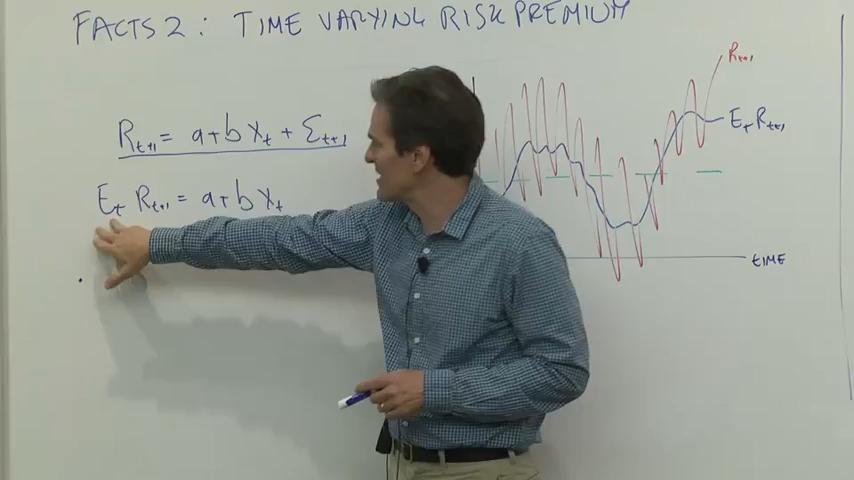 FACTS 2 : TIME VARYING RISK PREMIUM
R_{t+1} = a + b X_t + Σ_{t+1}
E_t R_{t+1} = a + b X_t
R_{t+1}
E_t R_{t+1}
TIME